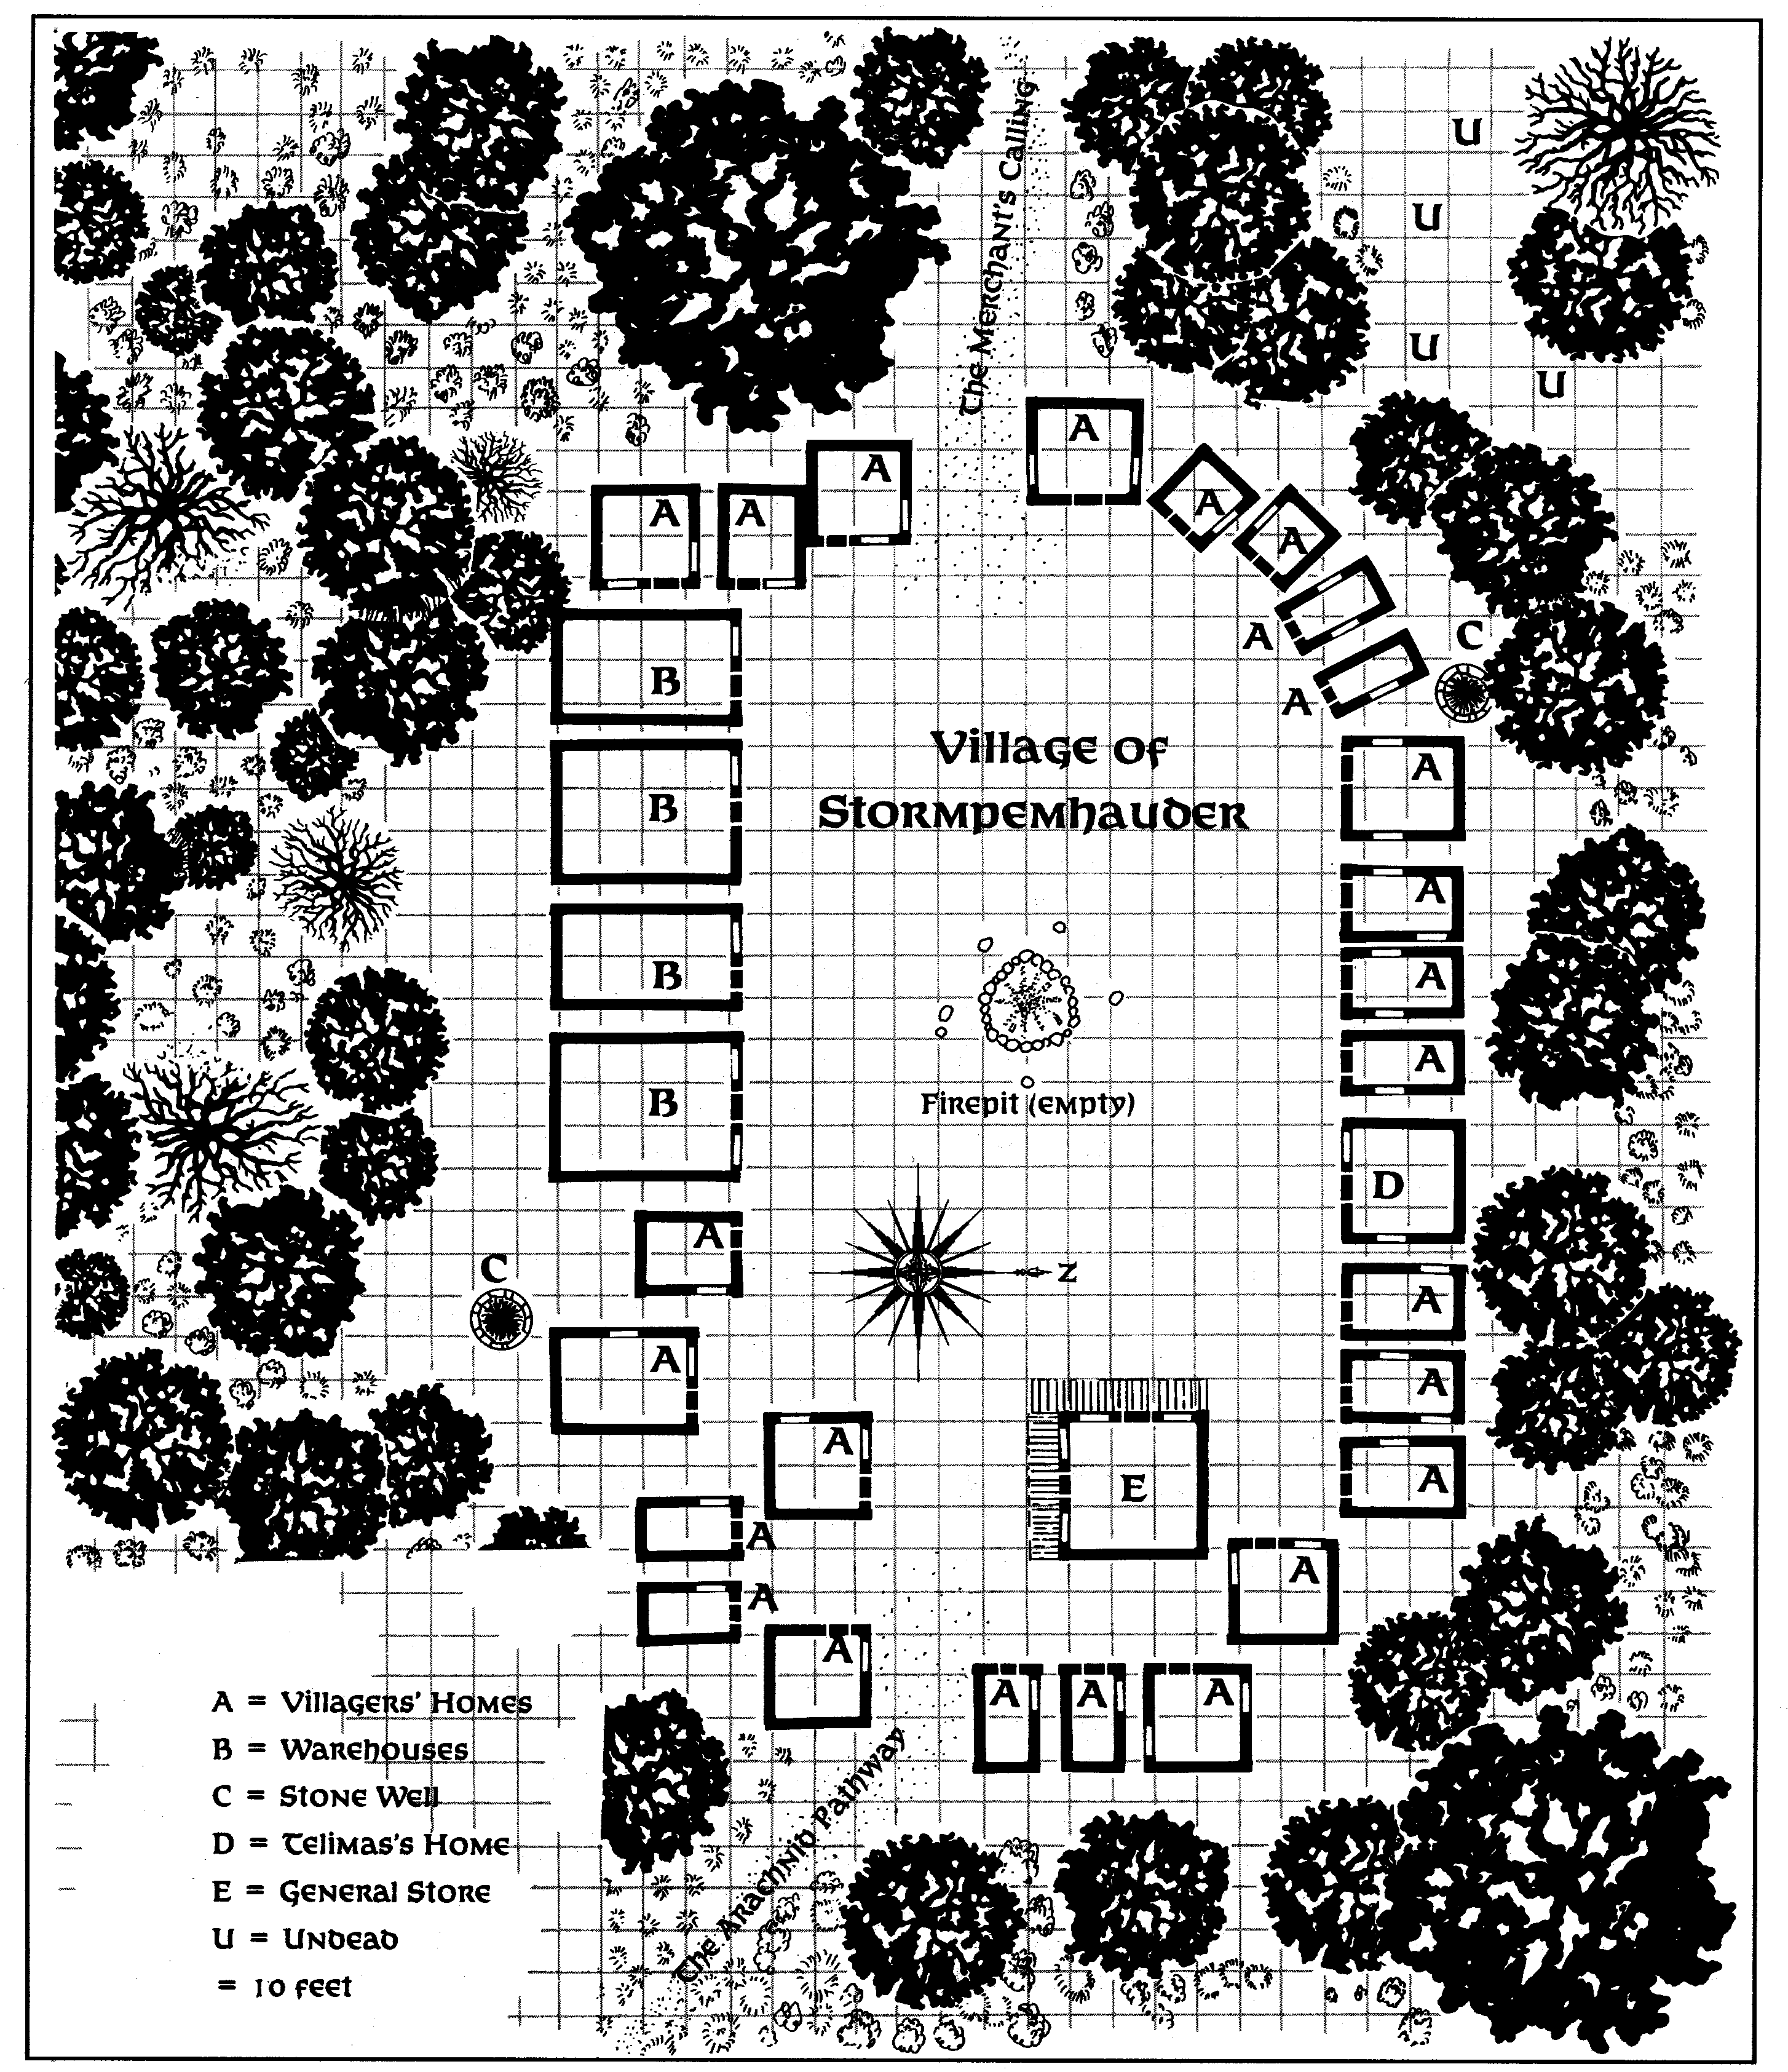 The Merchant's Calling
U
U
U
U
A
A
A
A
A
A
A
A
A
C
B
Village of
Stormpemhauder
A
B
A
A
B
A
Firepit (empty)
B
D
A
C
N
A
A
A
A
A
E
A
A
A
A
A
A
A
The Arachnid Pathway
A = Villagers' Homes
B = Warehouses
C = Stone Well
D = Telimas's Home
E = General Store
U = Undead
= 10 feet